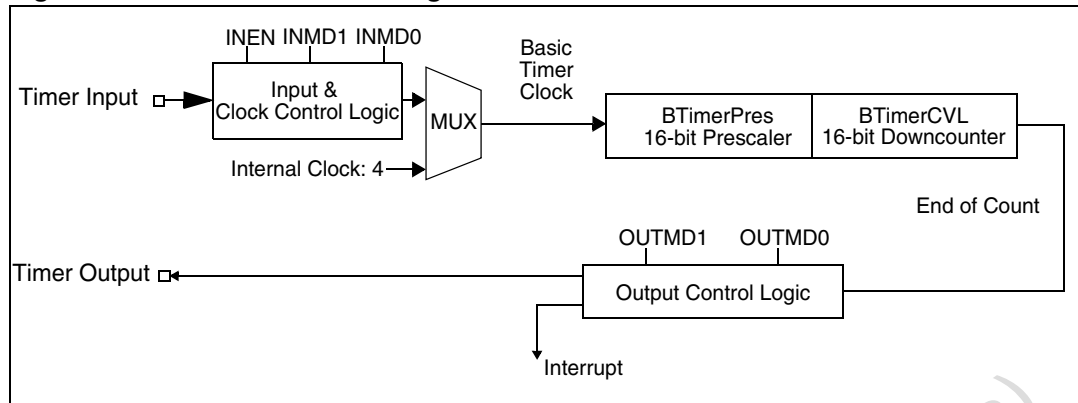 INEN INMD1 INMD0
Basic
Timer
Clock
Timer Input
Input &
Clock Control Logic
MUX
BTimerPres
16-bit Prescaler
BTimerCVL
16-bit Downcounter
Internal Clock: 4
End of Count
OUTMD1 OUTMD0
Timer Output
Output Control Logic
Interrupt